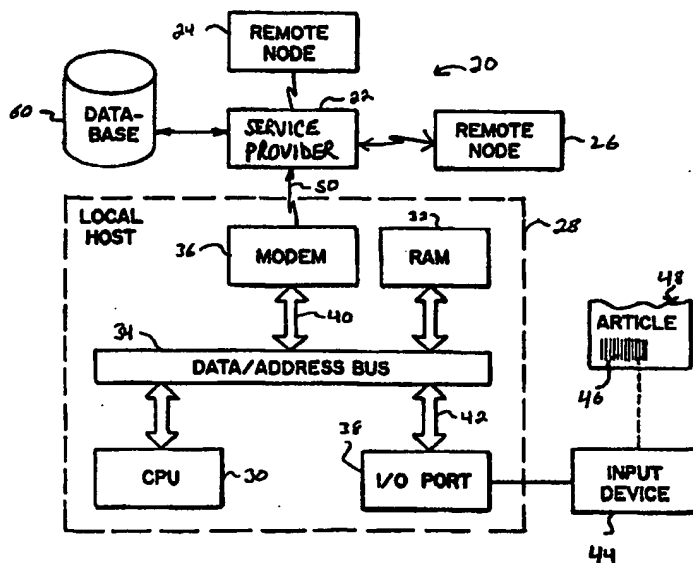 24
REMOTE
NODE
20
60
DATA-
BASE
22
SERVICE
PROVIDER
REMOTE
NODE
26
50
LOCAL
HOST
28
36
MODEM
32
RAM
48
ARTICLE
46
40
34
DATA/ADDRESS BUS
42
38
CPU
30
I/O PORT
INPUT
DEVICE
44